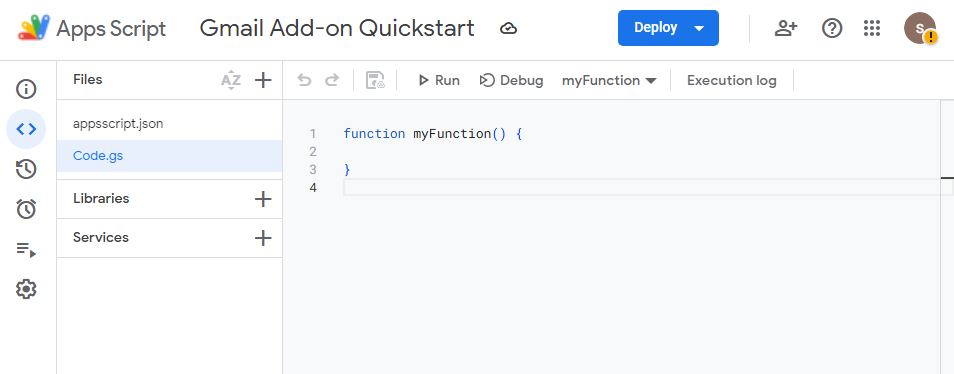 Apps Script Gmail Add-on Quickstart Deploy S
Files AZ Run Debug myFunction Execution log
appsscript.json
Code.gs
Libraries
Services
1 function myFunction() {
2
3 }
4